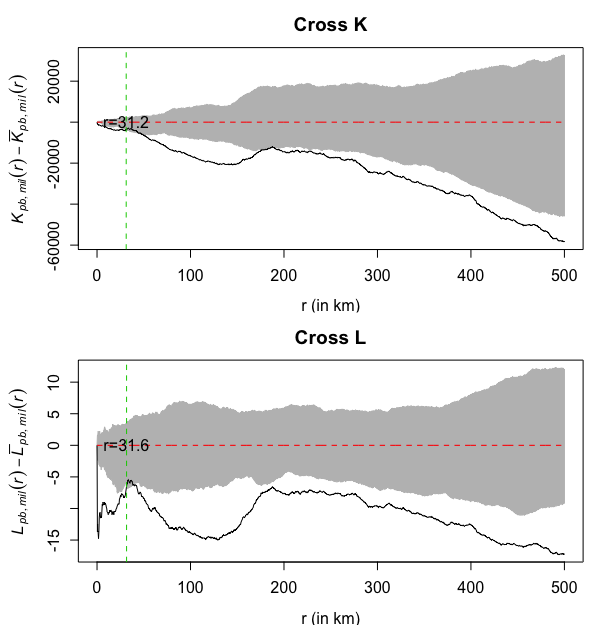 Cross K
K pb, mil(r) − K̅ pb, mil(r)
20000
-20000
-60000
r=31.2
0 100 200 300 400 500
r (in km)
Cross L
L pb, mil(r) − L̅ pb, mil(r)
10
5
0
-5
-15
r=31.6
0 100 200 300 400 500
r (in km)